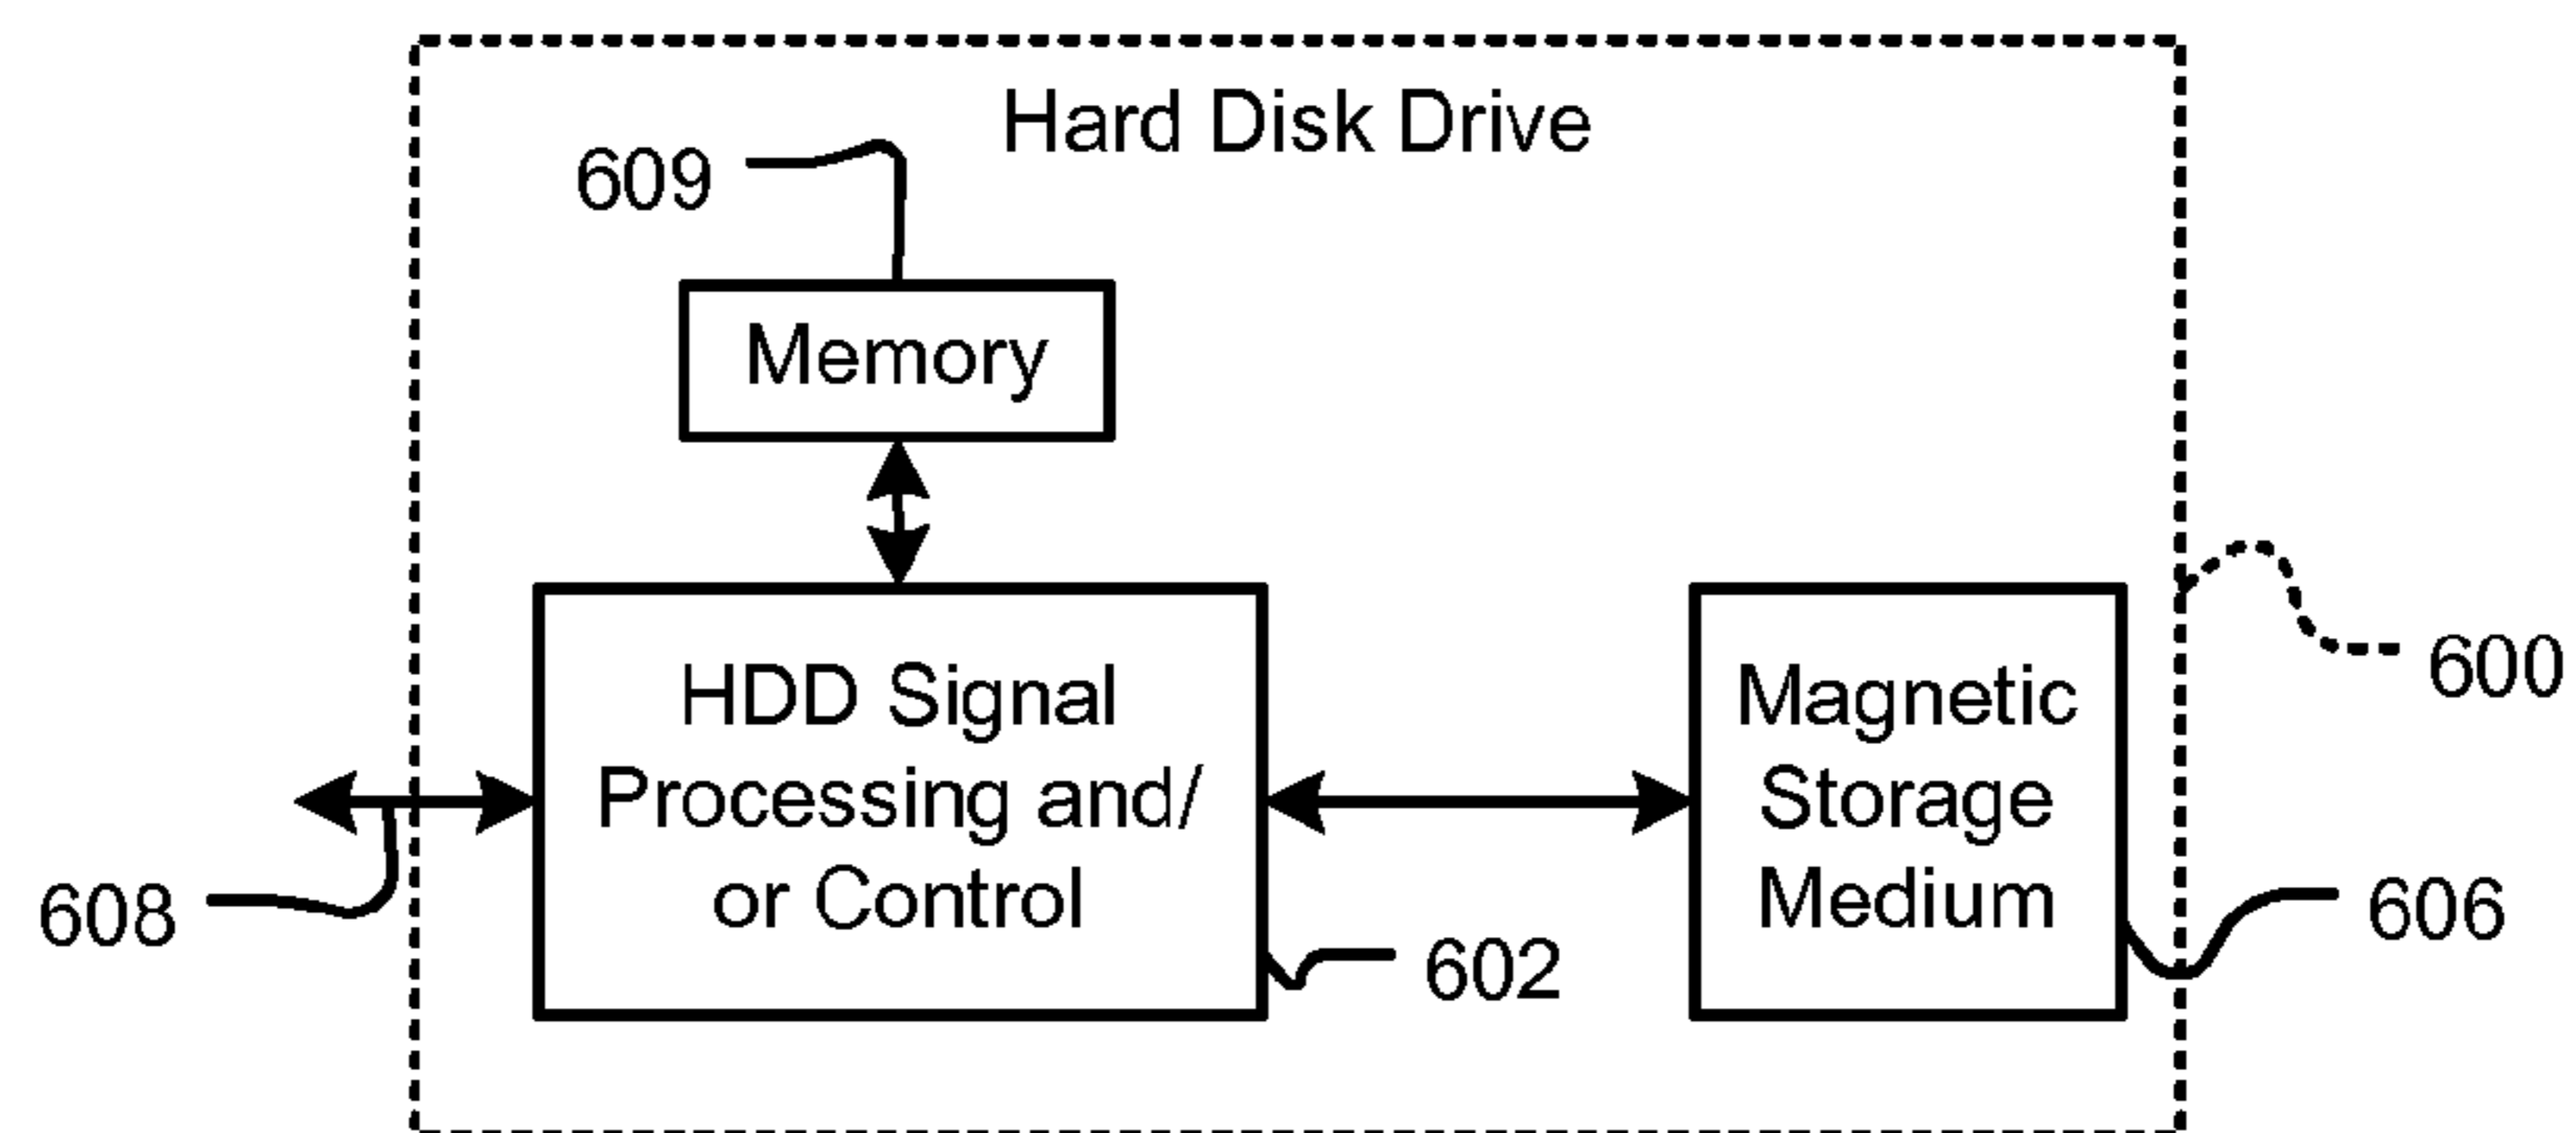 Hard Disk Drive
609
Memory
HDD Signal
Processing and/
or Control
Magnetic
Storage
Medium
600
608
602
606